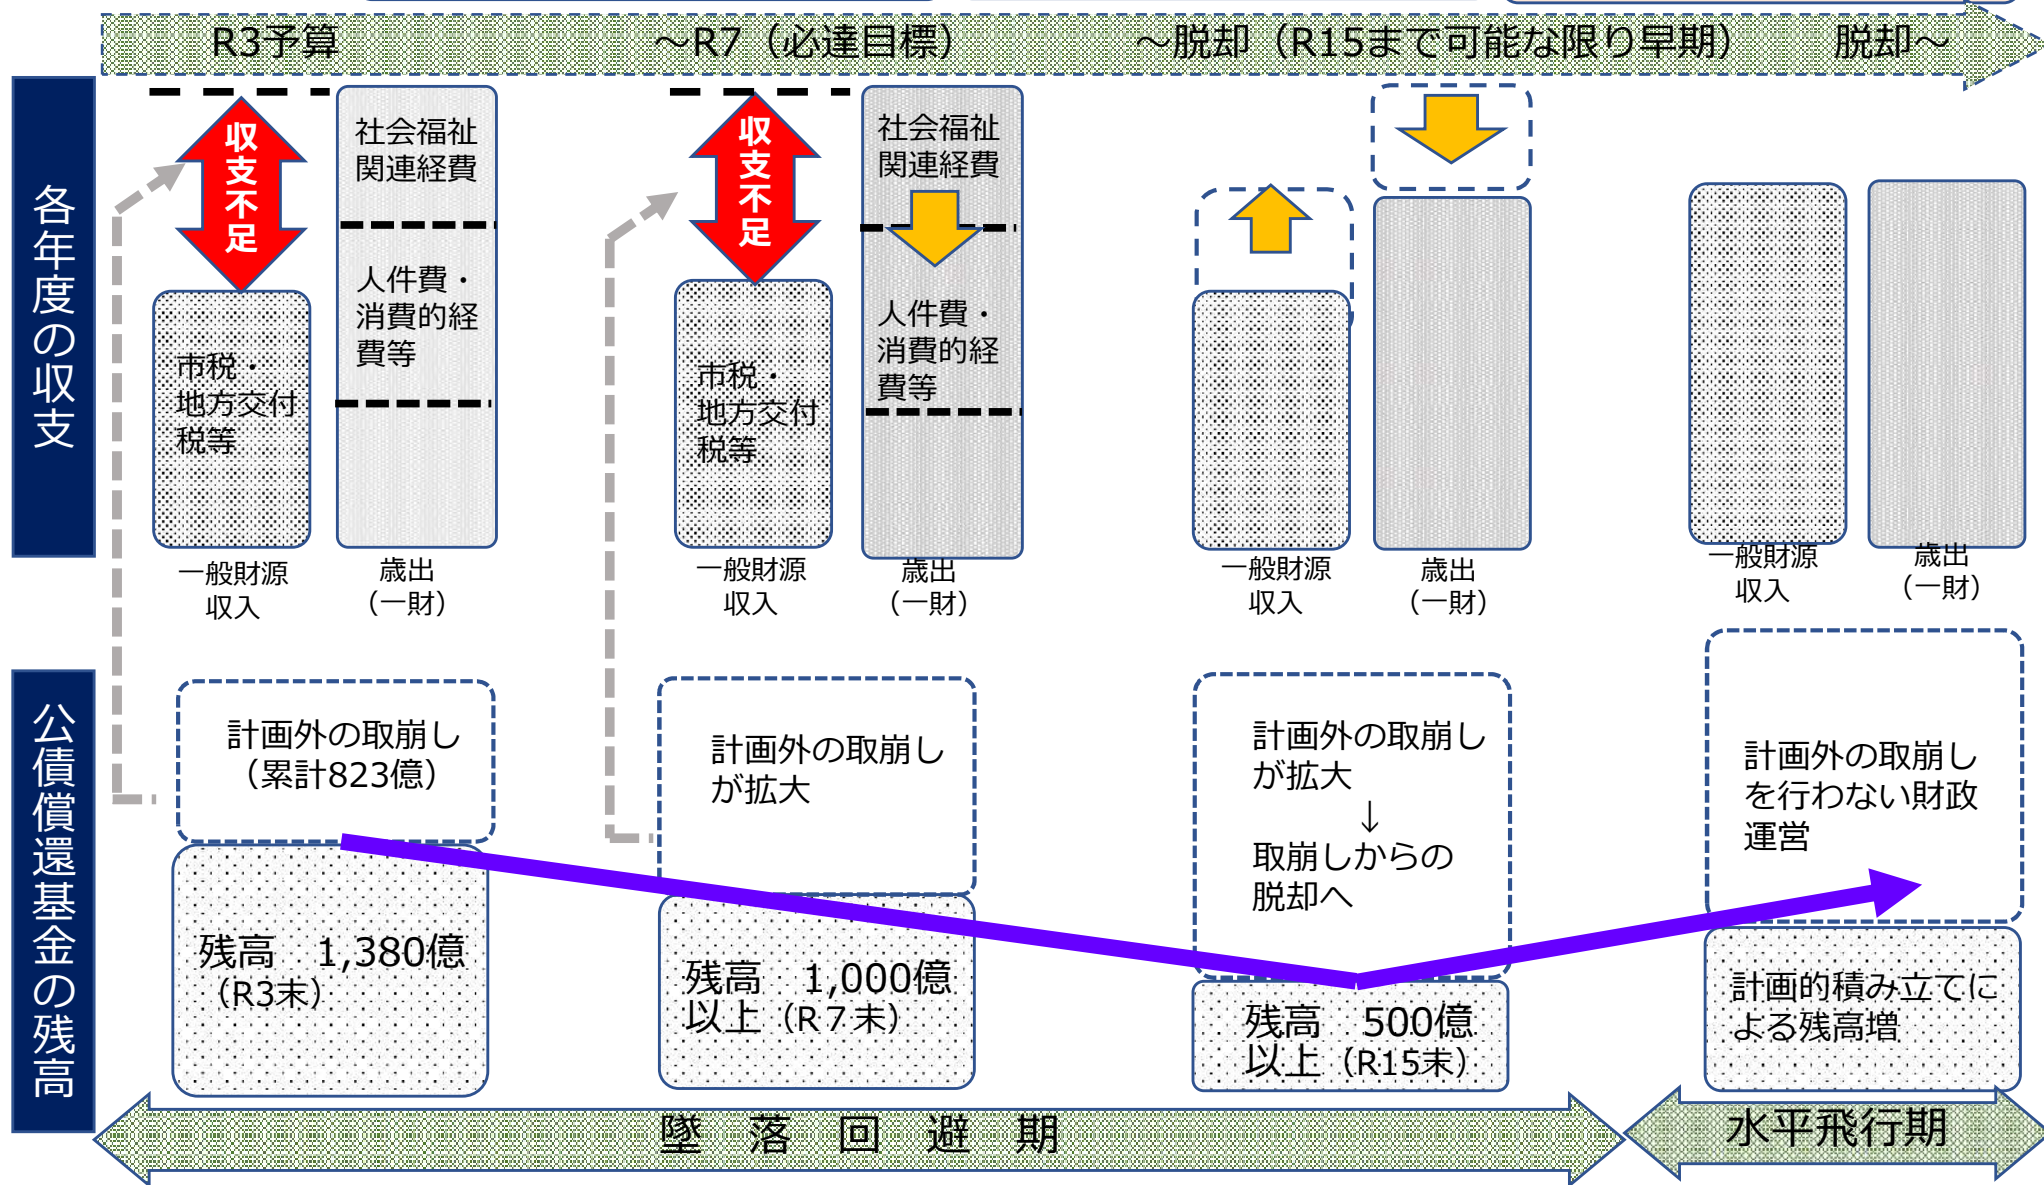 R3予算
～R7（必達目標）
～脱却（R15まで可能な限り早期）
脱却～
各年度の収支
収支不足
社会福祉
関連経費
人件費・
消費的経
費等
市税・
地方交付
税等
一般財源
収入
歳出
（一財）
収支不足
社会福祉
関連経費
人件費・
消費的経
費等
市税・
地方交付
税等
一般財源
収入
歳出
（一財）
一般財源
収入
歳出
（一財）
一般財源
収入
歳出
（一財）
公債償還基金の残高
計画外の取崩し
（累計823億）
残高　1,380億
（R3末）
計画外の取崩し
が拡大
残高　1,000億
以上（R７末）
計画外の取崩し
が拡大
↓
取崩しからの
脱却へ
残高　500億
以上（R15末）
計画外の取崩し
を行わない財政
運営
計画的積み立てに
よる残高増
墜　落　回　避　期
水平飛行期